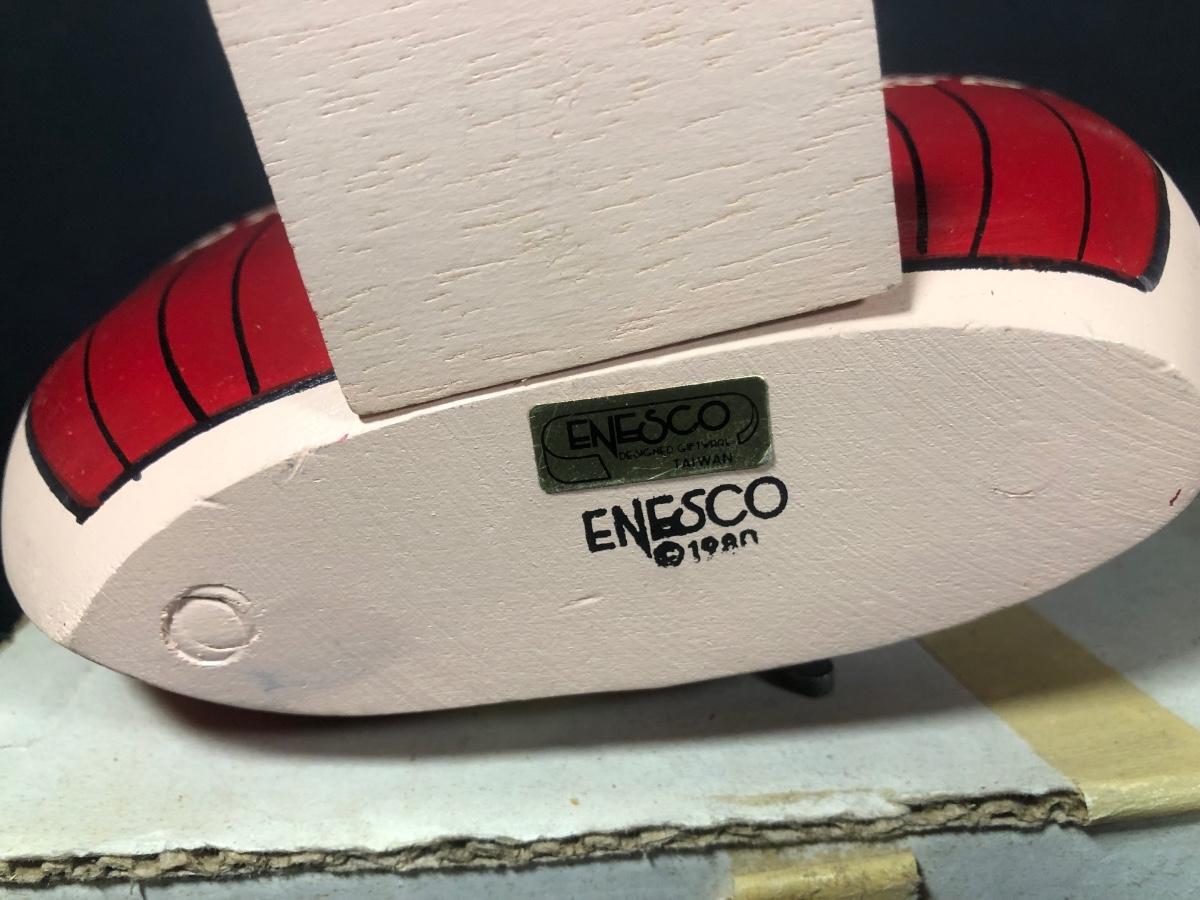 ENESCO
DESIGNED GIFTWARE
TAIWAN
ENESCO
©1980